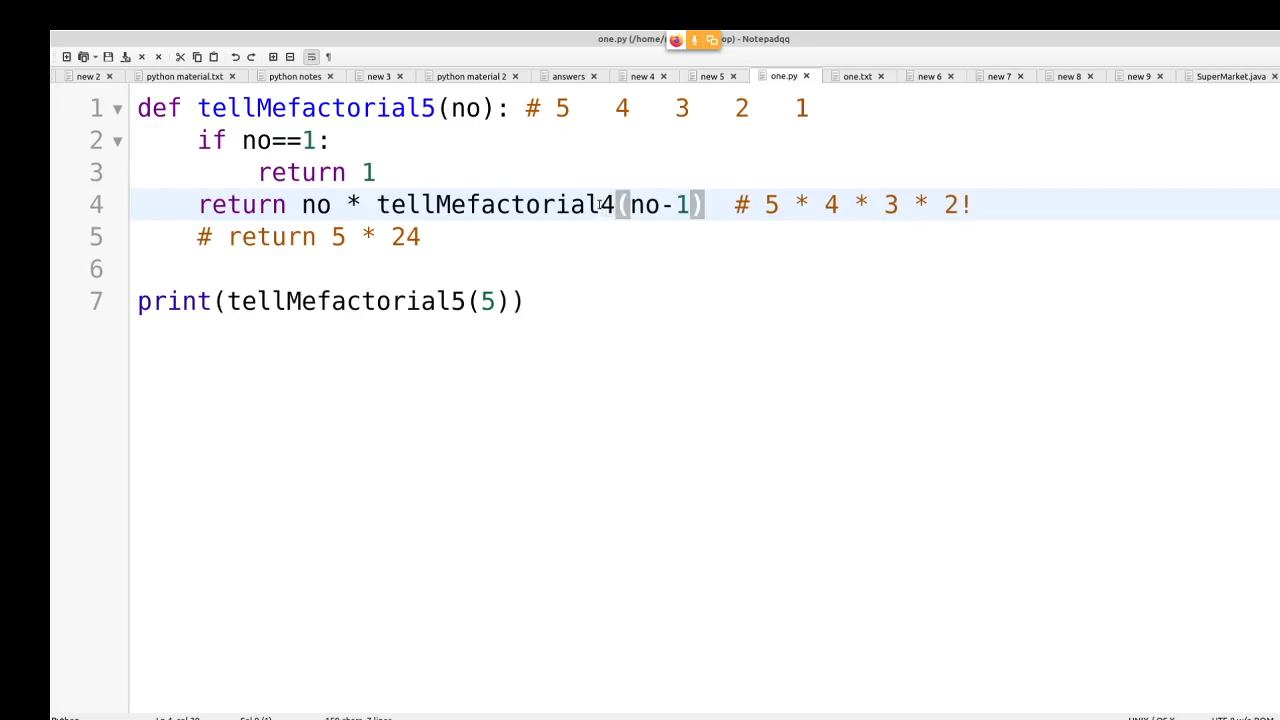 one.py (/home/ op) - Notepadqq
new 2 python material.txt python notes new 3 python material 2 answers new 4 new 5 one.py one.txt new 6 new 7 new 8 new 9 SuperMarket.java
1 def tellMefactorial5(no): # 5 4 3 2 1
2 if no==1:
3 return 1
4 return no * tellMefactorial4(no-1) # 5 * 4 * 3 * 2!
5 # return 5 * 24
6
7 print(tellMefactorial5(5))